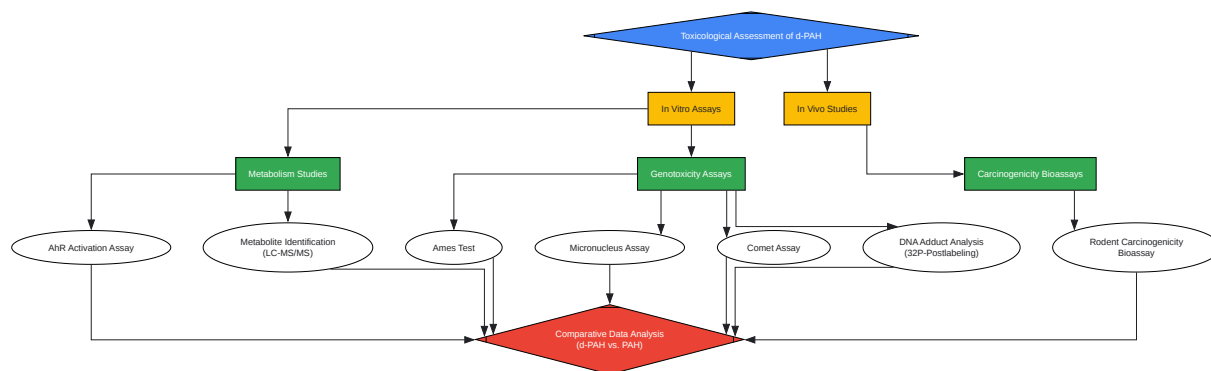 Toxicological Assessment of d-PAH
In Vitro Assays
In Vivo Studies
Metabolism Studies
Genotoxicity Assays
Carcinogenicity Bioassays
AhR Activation Assay
Metabolite Identification
(LC-MS/MS)
Ames Test
Micronucleus Assay
Comet Assay
DNA Adduct Analysis
(32P-Postlabeling)
Rodent Carcinogenicity
Bioassay
Comparative Data Analysis
(d-PAH vs. PAH)